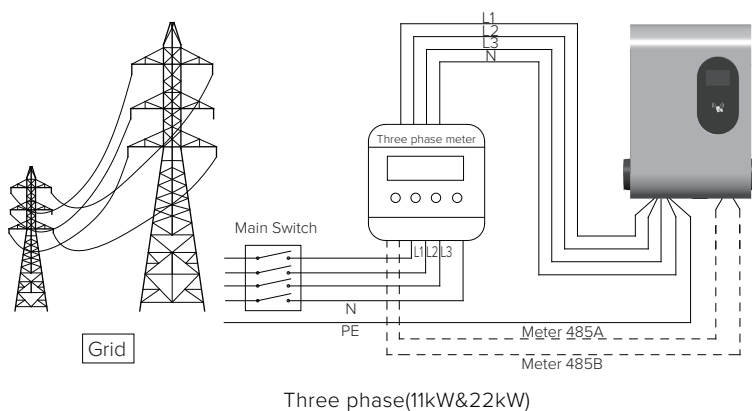 L1
L2
L3
N
Three phase meter
Main Switch
L1 L2 L3
N
PE
Meter 485A
Meter 485B
Grid
Three phase(11kW&22kW)